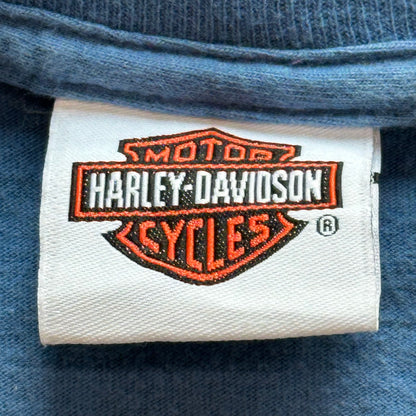 MOTOR
HARLEY-DAVIDSON
CYCLES
®